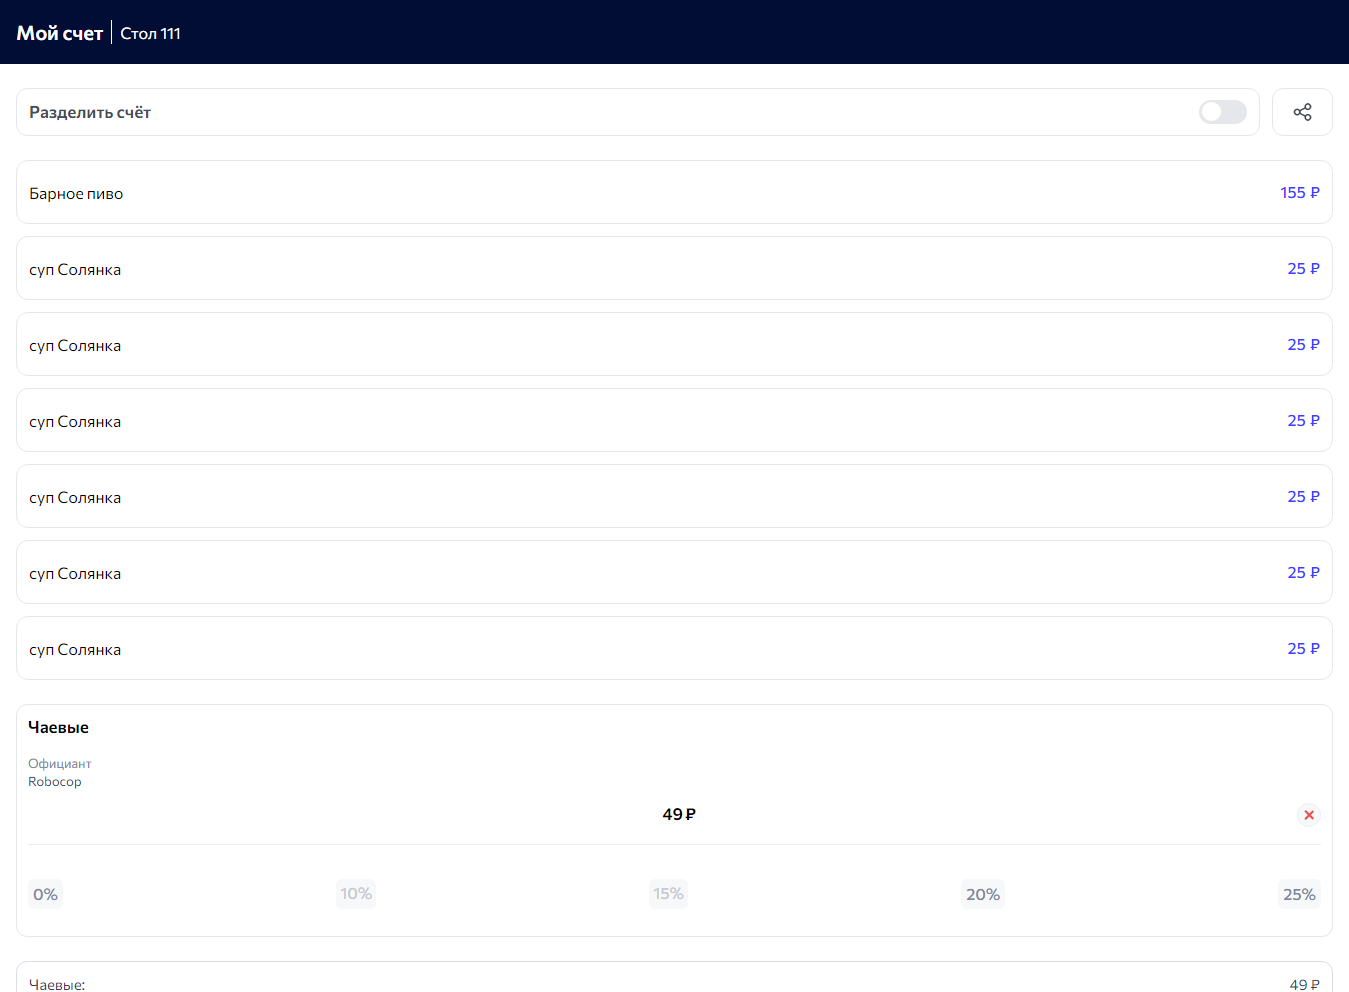 Мой счет | Стол 111
Разделить счёт
Барное пиво 155 ₽
суп Солянка 25 ₽
суп Солянка 25 ₽
суп Солянка 25 ₽
суп Солянка 25 ₽
суп Солянка 25 ₽
суп Солянка 25 ₽
Чаевые
Официант
Robocop
49 ₽
0% 10% 15% 20% 25%
Чаевые: 49 ₽